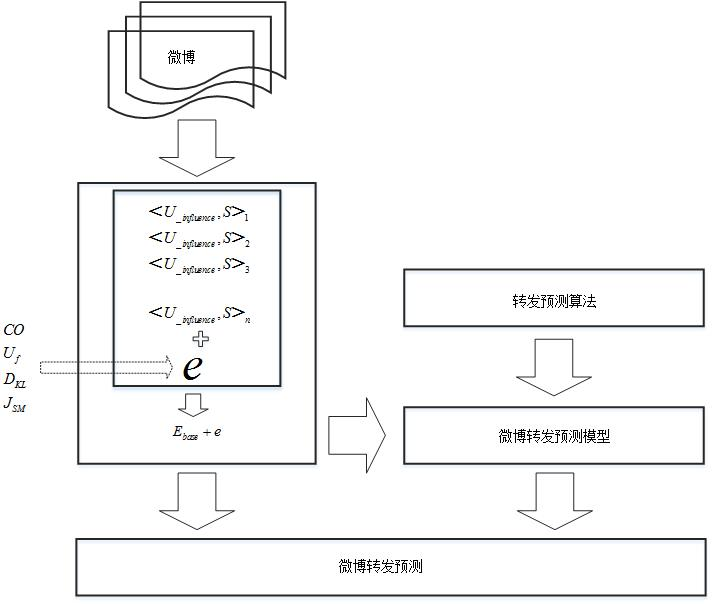 微博
<U_influence,S>1
<U_influence,S>2
<U_influence,S>3
<U_influence,S>n
+
e
Ebase + e
CO
Uf
DKL
JSM
转发预测算法
微博转发预测模型
微博转发预测